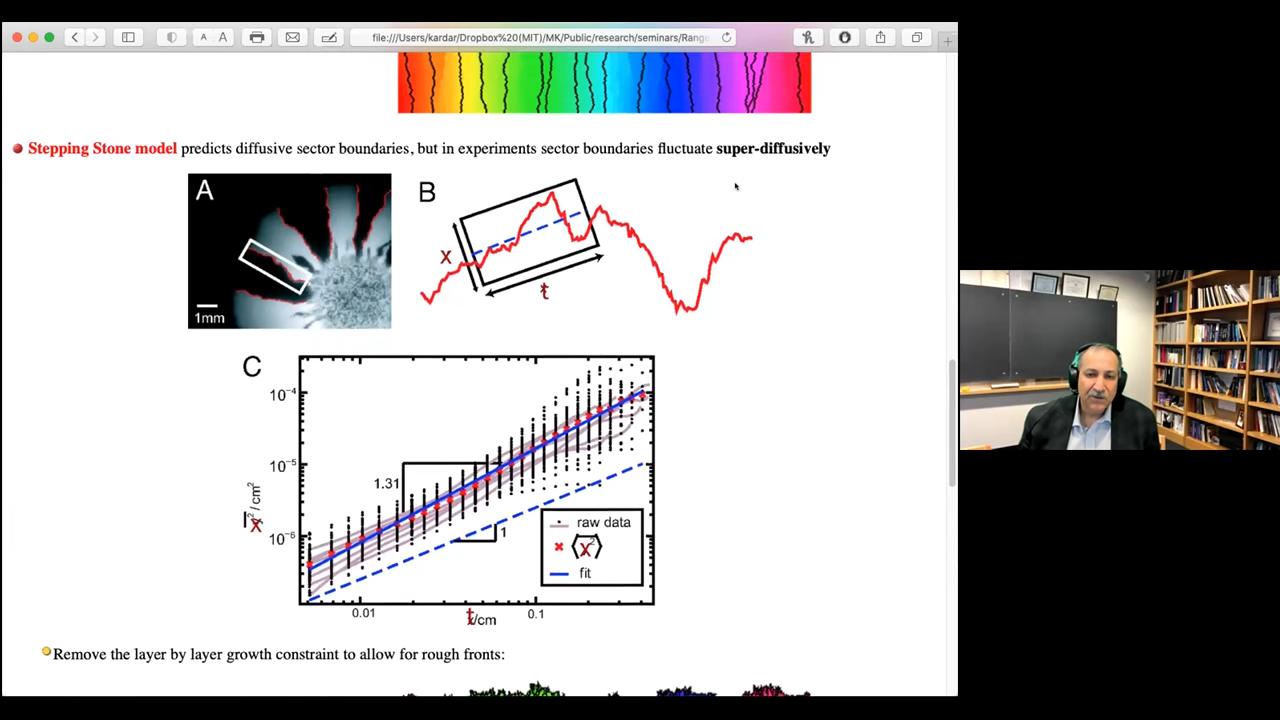 A A
file:///Users/kardar/Dropbox%20(MIT)/MK/Public/research/seminars/Range
Stepping Stone model predicts diffusive sector boundaries, but in experiments sector boundaries fluctuate super-diffusively
A
1mm
B
x
t
C
10⁻⁴
10⁻⁵
10⁻⁶
1.31
1
x² / cm²
raw data
⟨x²⟩
fit
0.01
0.1
t/cm
Remove the layer by layer growth constraint to allow for rough fronts: